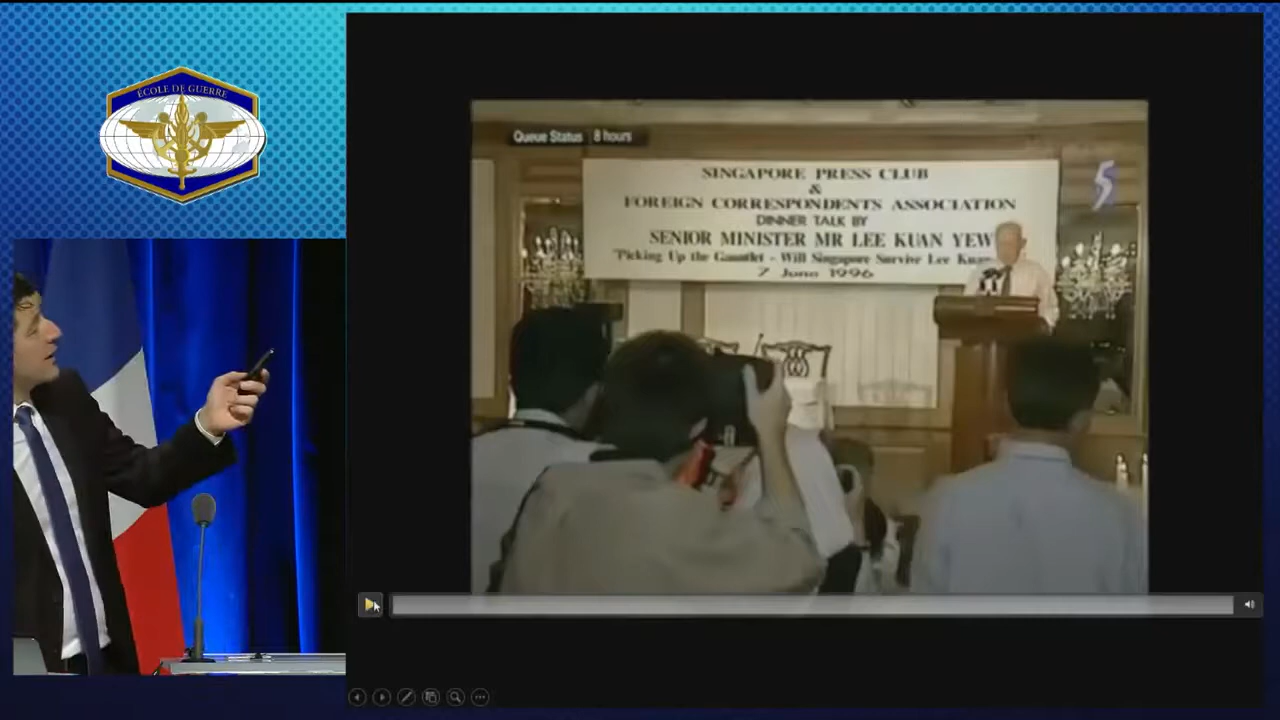 ÉCOLE DE GUERRE
Queue Status 8 hours
5
SINGAPORE PRESS CLUB
&
FOREIGN CORRESPONDENTS ASSOCIATION
DINNER TALK BY
SENIOR MINISTER MR LEE KUAN YEW
"Picking Up the Gauntlet - Will Singapore Survive Lee Kuan
7 June 1996